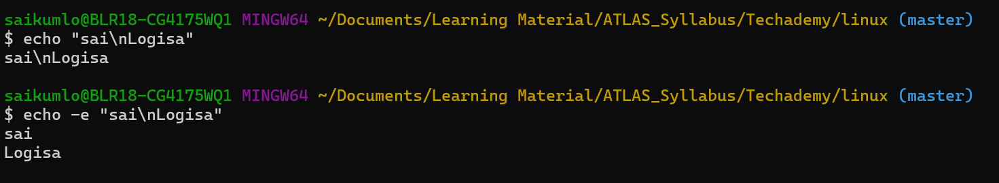 saikumlo@BLR18-CG4175WQ1 MINGW64 ~/Documents/Learning Material/ATLAS_Syllabus/Techademy/linux (master)
$ echo "sai\nLogisa"
sai\nLogisa
saikumlo@BLR18-CG4175WQ1 MINGW64 ~/Documents/Learning Material/ATLAS_Syllabus/Techademy/linux (master)
$ echo -e "sai\nLogisa"
sai
Logisa